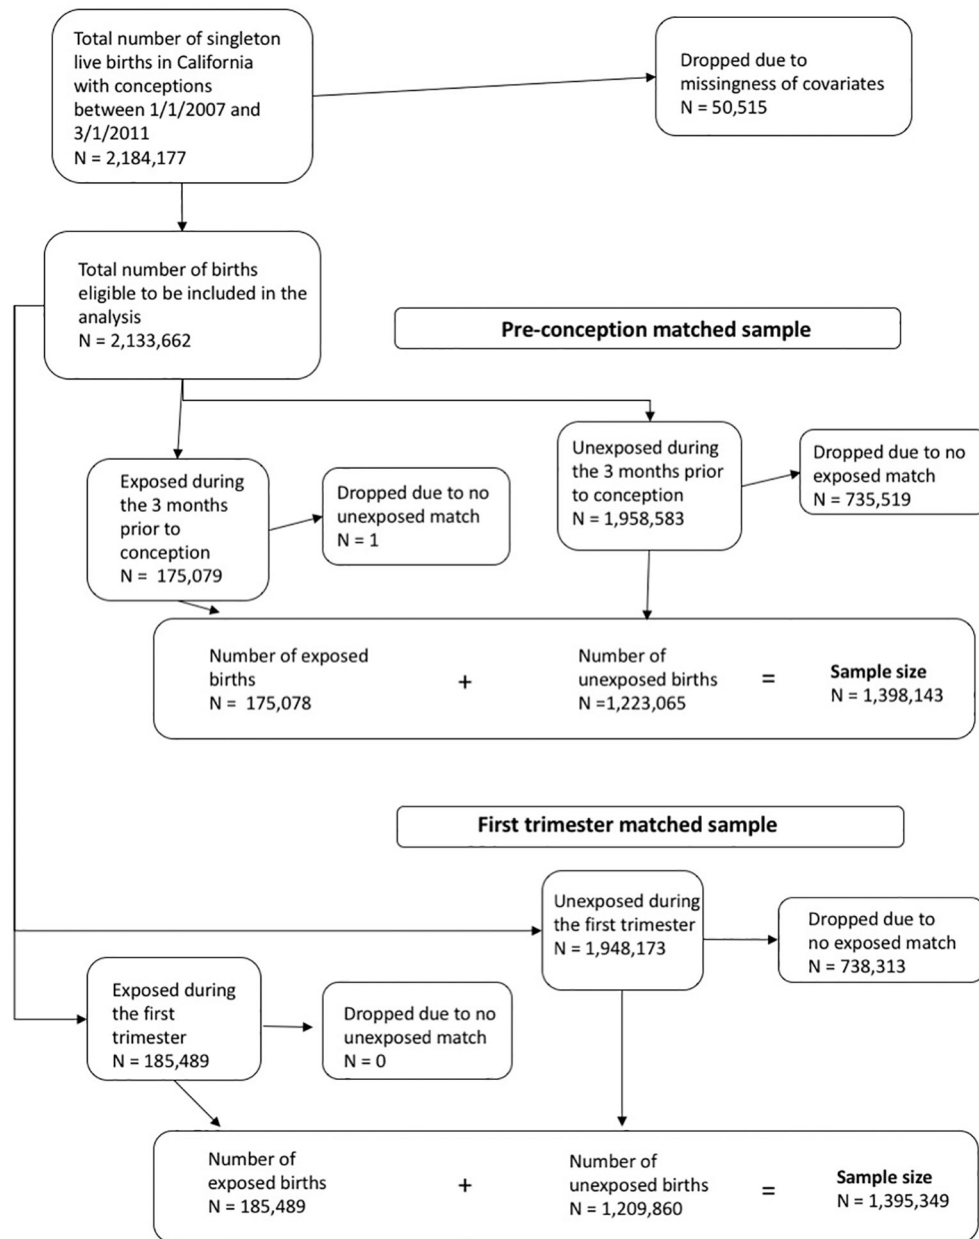 Total number of singleton
live births in California
with conceptions
between 1/1/2007 and
3/1/2011
N = 2,184,177
Dropped due to
missingness of covariates
N = 50,515
Total number of births
eligible to be included in the
analysis
N = 2,133,662
Pre-conception matched sample
Exposed during
the 3 months
prior to
conception
N = 175,079
Dropped due to no
unexposed match
N = 1
Unexposed during
the 3 months prior
to conception
N = 1,958,583
Dropped due to no
exposed match
N = 735,519
Number of exposed
births
N = 175,078
+
Number of
unexposed births
N =1,223,065
=
Sample size
N = 1,398,143
First trimester matched sample
Unexposed during
the first trimester
N = 1,948,173
Dropped due to
no exposed match
N = 738,313
Exposed during
the first
trimester
N = 185,489
Dropped due to no
unexposed match
N = 0
Number of
exposed births
N = 185,489
+
Number of
unexposed births
N = 1,209,860
=
Sample size
N = 1,395,349